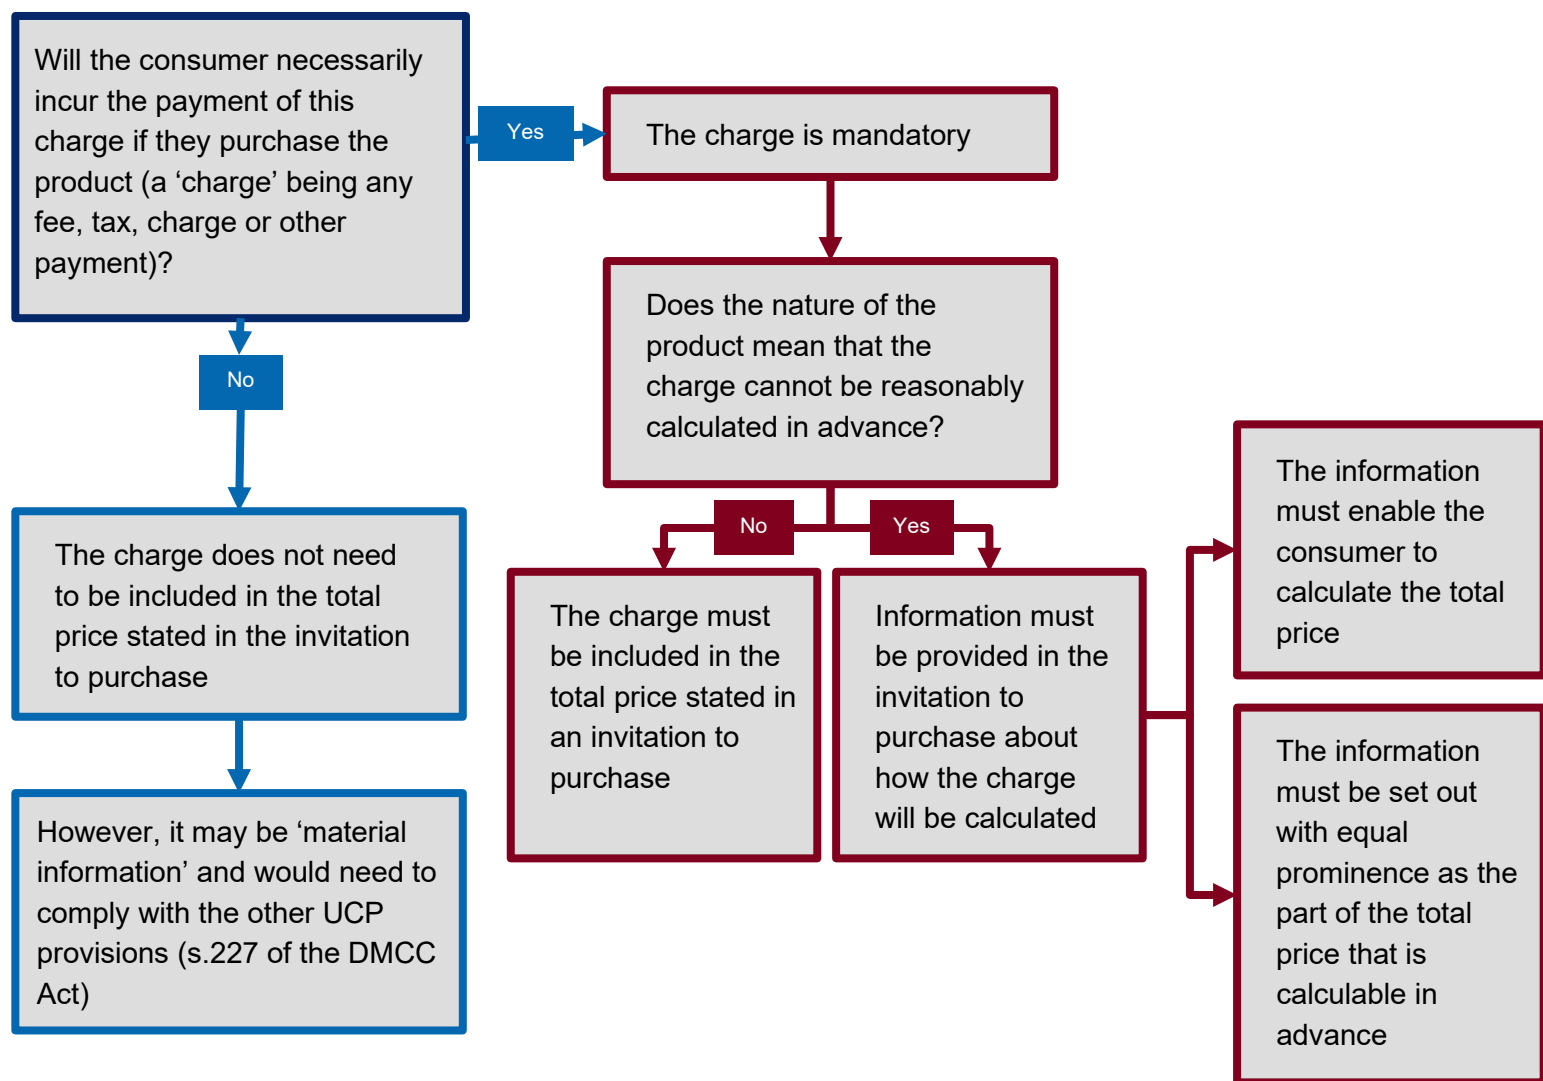 Will the consumer necessarily
incur the payment of this
charge if they purchase the
product (a ‘charge’ being any
fee, tax, charge or other
payment)?
Yes
The charge is mandatory
No
Does the nature of the
product mean that the
charge cannot be reasonably
calculated in advance?
No
Yes
The charge does not need
to be included in the total
price stated in the invitation
to purchase
However, it may be ‘material
information’ and would need to
comply with the other UCP
provisions (s.227 of the DMCC
Act)
The charge must
be included in the
total price stated in
an invitation to
purchase
Information must
be provided in the
invitation to
purchase about
how the charge
will be calculated
The information
must enable the
consumer to
calculate the total
price
The information
must be set out
with equal
prominence as the
part of the total
price that is
calculable in
advance